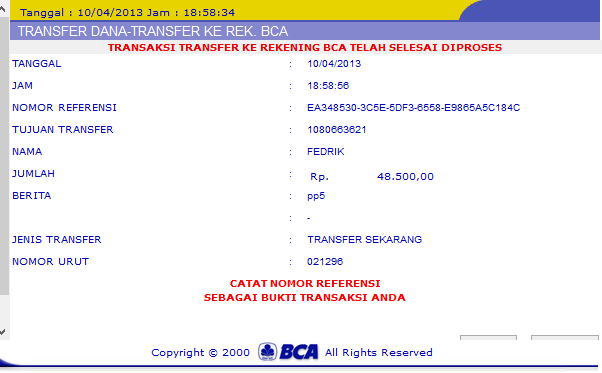 Tanggal : 10/04/2013 Jam : 18:58:34
TRANSFER DANA-TRANSFER KE REK. BCA
TRANSAKSI TRANSFER KE REKENING BCA TELAH SELESAI DIPROSES
TANGGAL : 10/04/2013
JAM : 18:58:56
NOMOR REFERENSI : EA348530-3C5E-5DF3-6558-E9865A5C184C
TUJUAN TRANSFER : 1080663621
NAMA : FEDRIK
JUMLAH : Rp. 48.500,00
BERITA : pp5
: -
JENIS TRANSFER : TRANSFER SEKARANG
NOMOR URUT : 021296
CATAT NOMOR REFERENSI
SEBAGAI BUKTI TRANSAKSI ANDA
Copyright © 2000 BCA All Rights Reserved